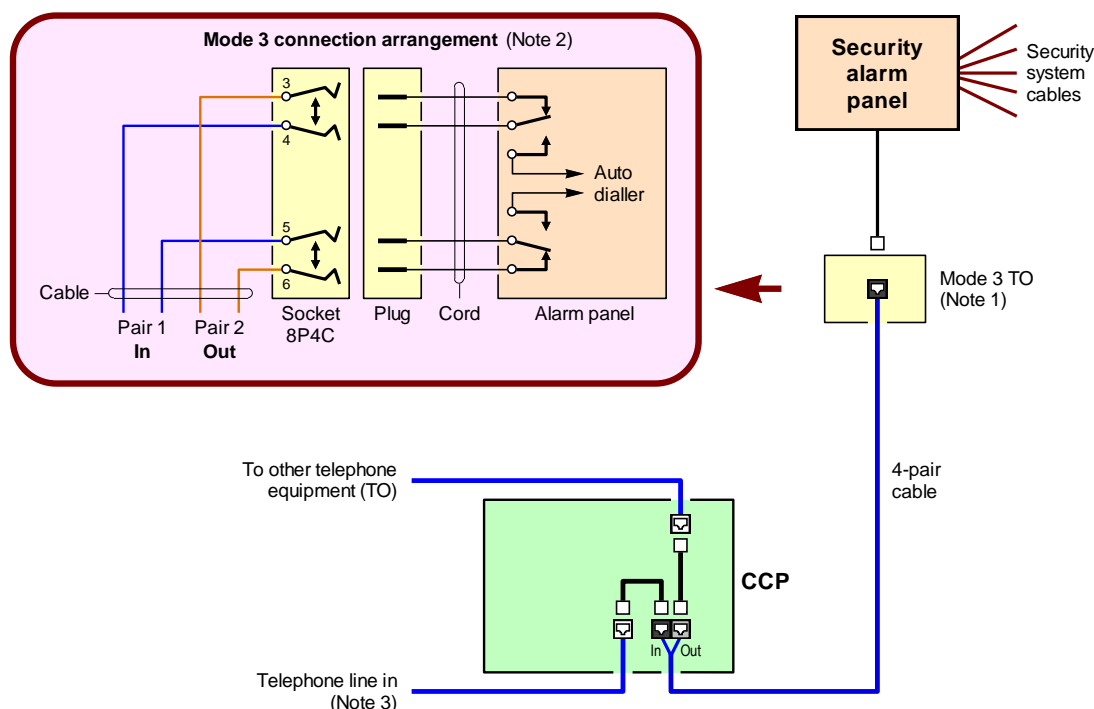 Mode 3 connection arrangement (Note 2)
3
4
5
6
Auto
dialler
Cable
Pair 1
In
Pair 2
Out
Socket
8P4C
Plug
Cord
Alarm panel
Security
alarm
panel
Security
system
cables
Mode 3 TO
(Note 1)
To other telephone
equipment (TO)
4-pair
cable
CCP
In
Out
Telephone line in
(Note 3)